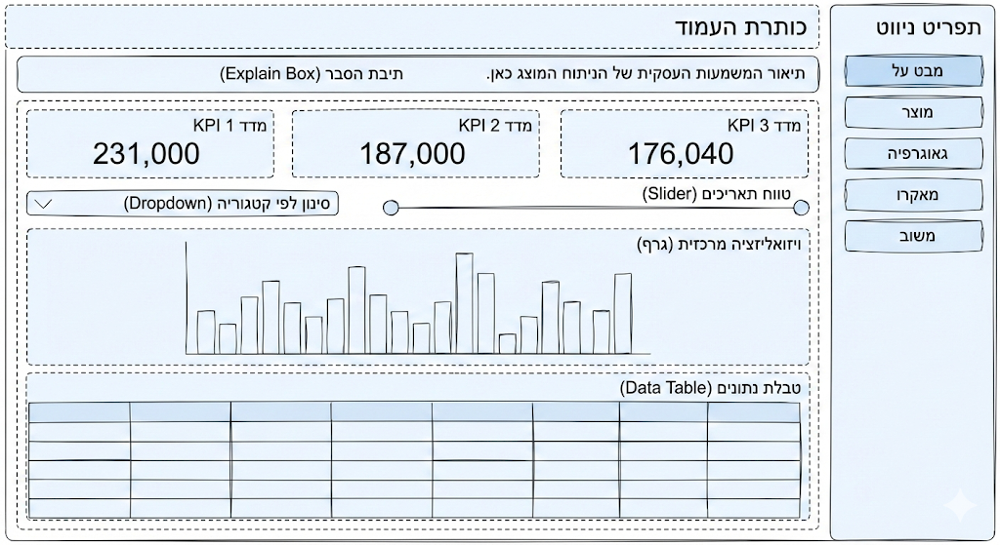 כותרת העמוד
תפריט ניווט
מבט על
מוצר
גאוגרפיה
מאקרו
משוב
תיאור המשמעות העסקית של הניתוח המוצג כאן.
תיבת הסבר (Explain Box)
מדד KPI 3
176,040
מדד KPI 2
187,000
מדד KPI 1
231,000
טווח תאריכים (Slider)
סינון לפי קטגוריה (Dropdown)
ויזואליזציה מרכזית (גרף)
טבלת נתונים (Data Table)